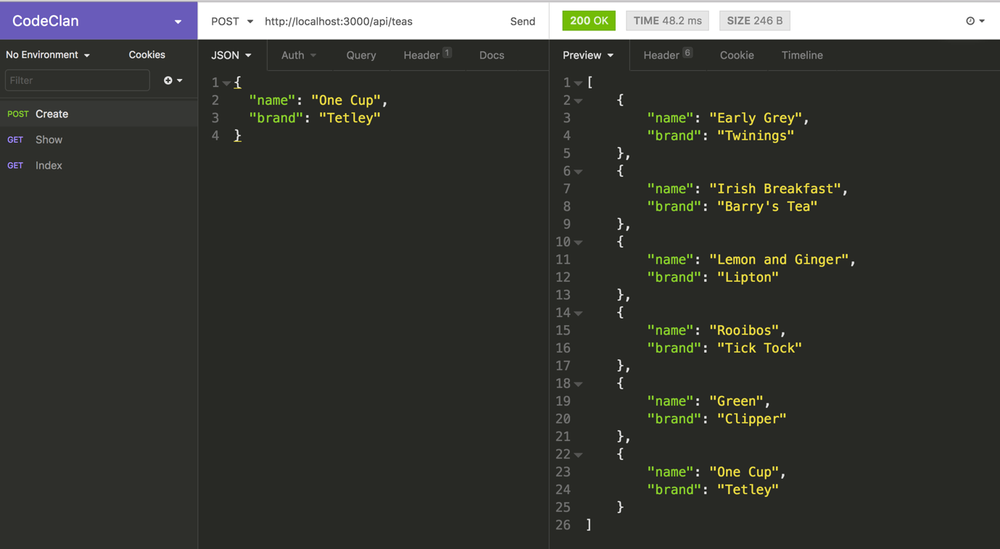 CodeClan
No Environment Cookies
Filter
POST Create
GET Show
GET Index
POST http://localhost:3000/api/teas Send
JSON Auth Query Header 1 Docs
1 {
2 "name": "One Cup",
3 "brand": "Tetley"
4 }
200 OK TIME 48.2 ms SIZE 246 B
Preview Header 6 Cookie Timeline
1 [
2 {
3 "name": "Early Grey",
4 "brand": "Twinings"
5 },
6 {
7 "name": "Irish Breakfast",
8 "brand": "Barry's Tea"
9 },
10 {
11 "name": "Lemon and Ginger",
12 "brand": "Lipton"
13 },
14 {
15 "name": "Rooibos",
16 "brand": "Tick Tock"
17 },
18 {
19 "name": "Green",
20 "brand": "Clipper"
21 },
22 {
23 "name": "One Cup",
24 "brand": "Tetley"
25 }
26 ]